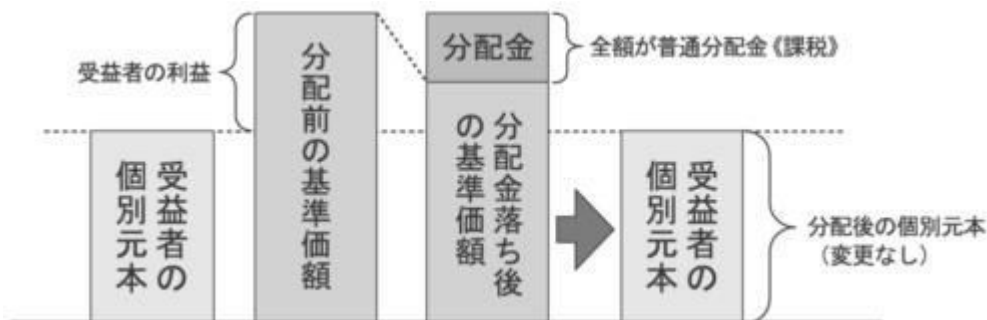 受益者の利益
受益者の
個別元本
分配前の基準価額
分配金
全額が普通分配金《課税》
分配金落ち後
の基準価額
受益者の
個別元本
分配後の個別元本
（変更なし）